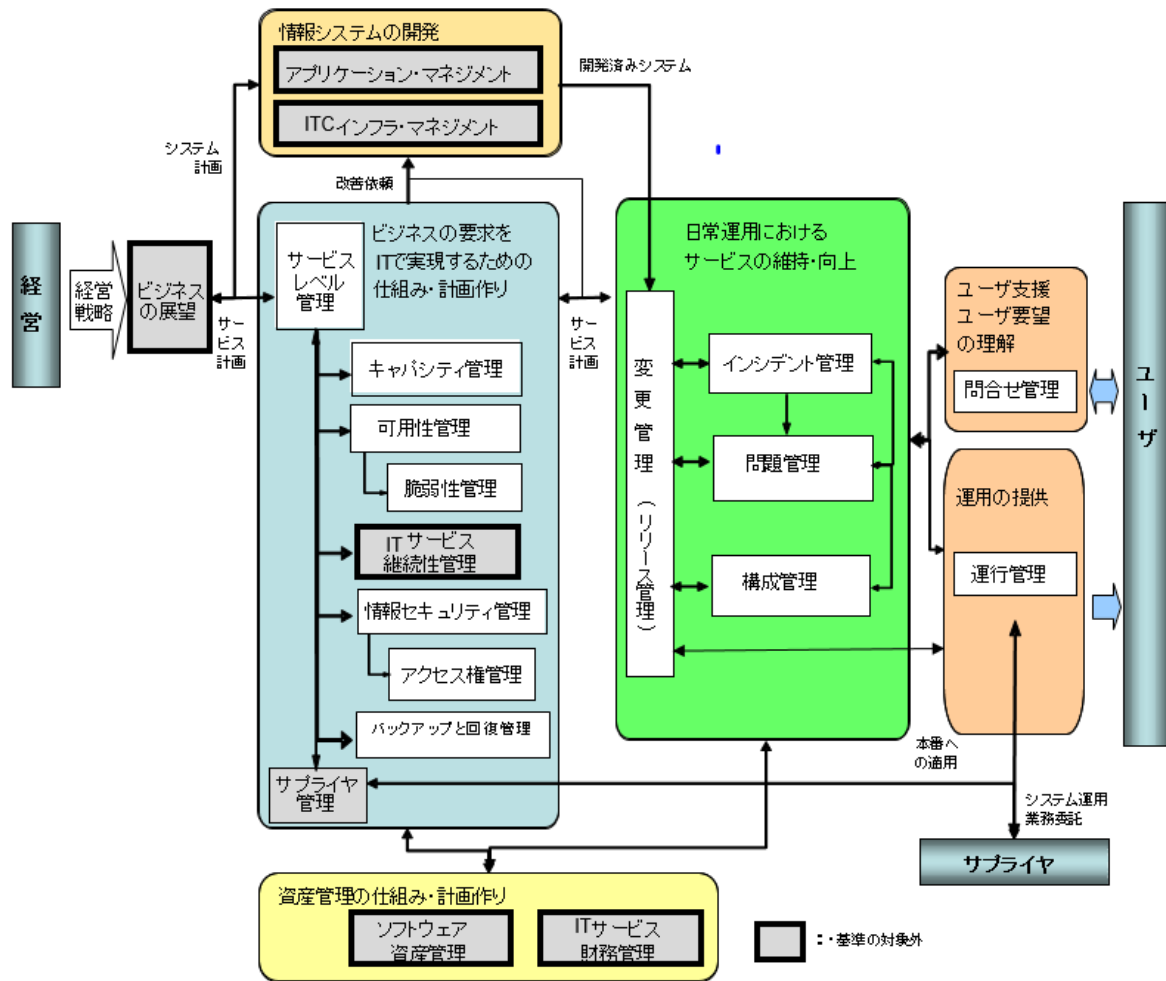 情報システムの開発
アプリケーション・マネジメント
ITCインフラ・マネジメント
開発済みシステム
システム
計画
改善依頼
経営
経営
戦略
ビジネス
の展望
サービス計画
サービス
レベル
管理
ビジネスの要求を
ITで実現するための
仕組み・計画作り
キャパシティ管理
可用性管理
脆弱性管理
ITサービス
継続性管理
情報セキュリティ管理
アクセス権管理
バックアップと回復管理
サプライヤ
管理
サービス計画
日常運用における
サービスの維持・向上
変更管理（リリース管理）
インシデント管理
問題管理
構成管理
ユーザ支援
ユーザ要望
の理解
問合せ管理
運用の提供
運行管理
ユーザ
本番へ
の適用
システム運用
業務委託
サプライヤ
資産管理の仕組み・計画作り
ソフトウェア
資産管理
ITサービス
財務管理
：・基準の対象外